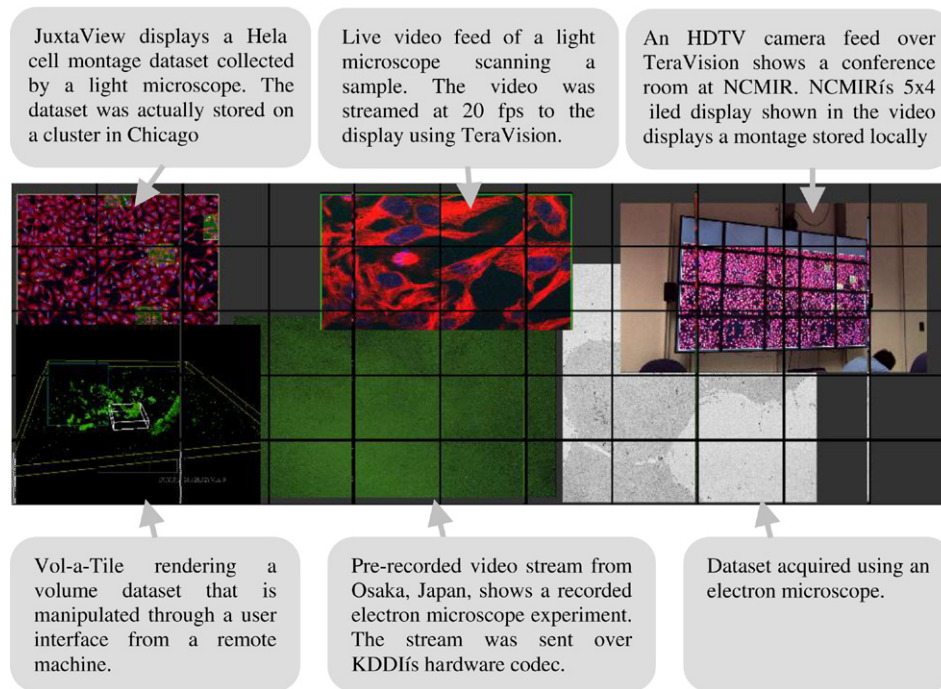 JuxtaView displays a Hela
cell montage dataset collected
by a light microscope. The
dataset was actually stored on
a cluster in Chicago
Live video feed of a light
microscope scanning a
sample. The video was
streamed at 20 fps to the
display using TeraVision.
An HDTV camera feed over
TeraVision shows a conference
room at NCMIR. NCMIRís 5x4
iled display shown in the video
displays a montage stored locally
Vol-a-Tile rendering a
volume dataset that is
manipulated through a user
interface from a remote
machine.
Pre-recorded video stream from
Osaka, Japan, shows a recorded
electron microscope experiment.
The stream was sent over
KDDIís hardware codec.
Dataset acquired using an
electron microscope.